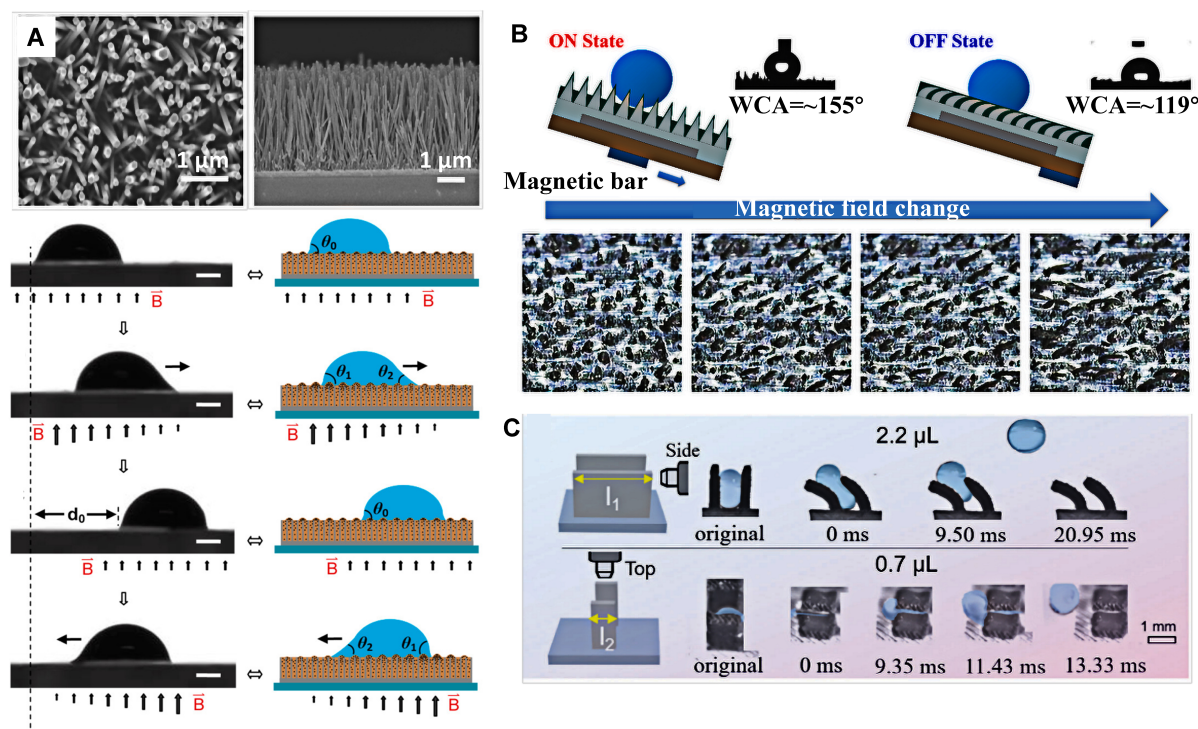 A
1 μm
1 μm
θ0
B
B
θ1
θ2
B
B
d0
θ0
B
B
θ2
θ1
B
B
B
ON State
OFF State
WCA=~155°
WCA=~119°
Magnetic bar
Magnetic field change
C
2.2 μL
Side
l1
original
0 ms
9.50 ms
20.95 ms
0.7 μL
Top
l2
original
0 ms
9.35 ms
11.43 ms
13.33 ms
1 mm